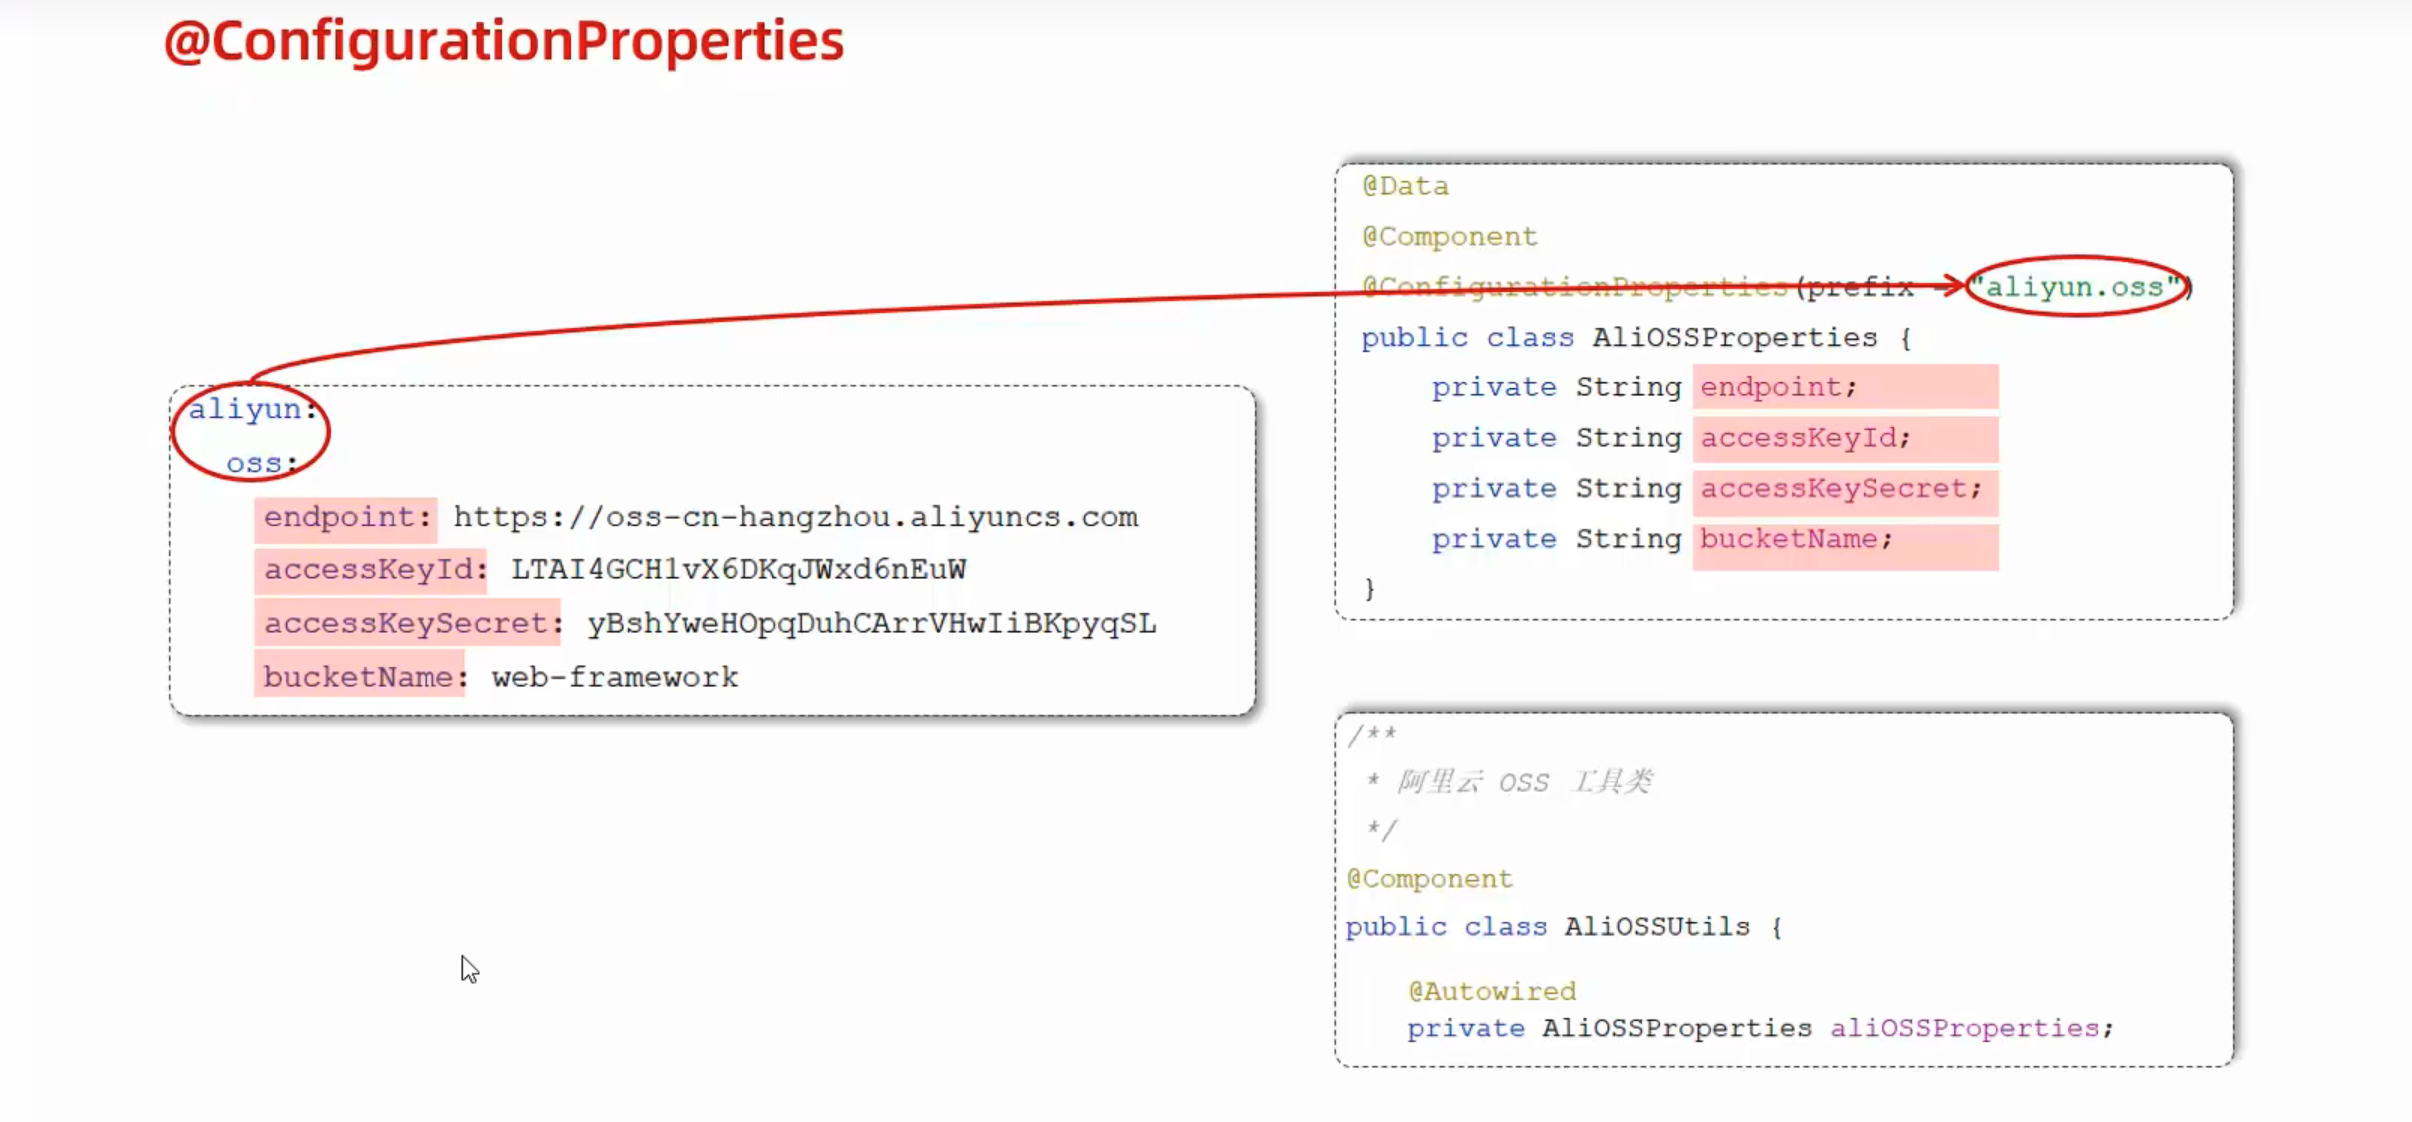 @ConfigurationProperties
aliyun:
oss:
endpoint: https://oss-cn-hangzhou.aliyuncs.com
accessKeyId: LTAI4GCH1vX6DKqJWxd6nEuW
accessKeySecret: yBshYweHOpqDuhCArrVHwIiBKpyqSL
bucketName: web-framework
@Data
@Component
@ConfigurationProperties(prefix = "aliyun.oss")
public class AliOSSProperties {
private String endpoint;
private String accessKeyId;
private String accessKeySecret;
private String bucketName;
}
/**
* 阿里云 OSS 工具类
*/
@Component
public class AliOSSUtils {
@Autowired
private AliOSSProperties aliOSSProperties;